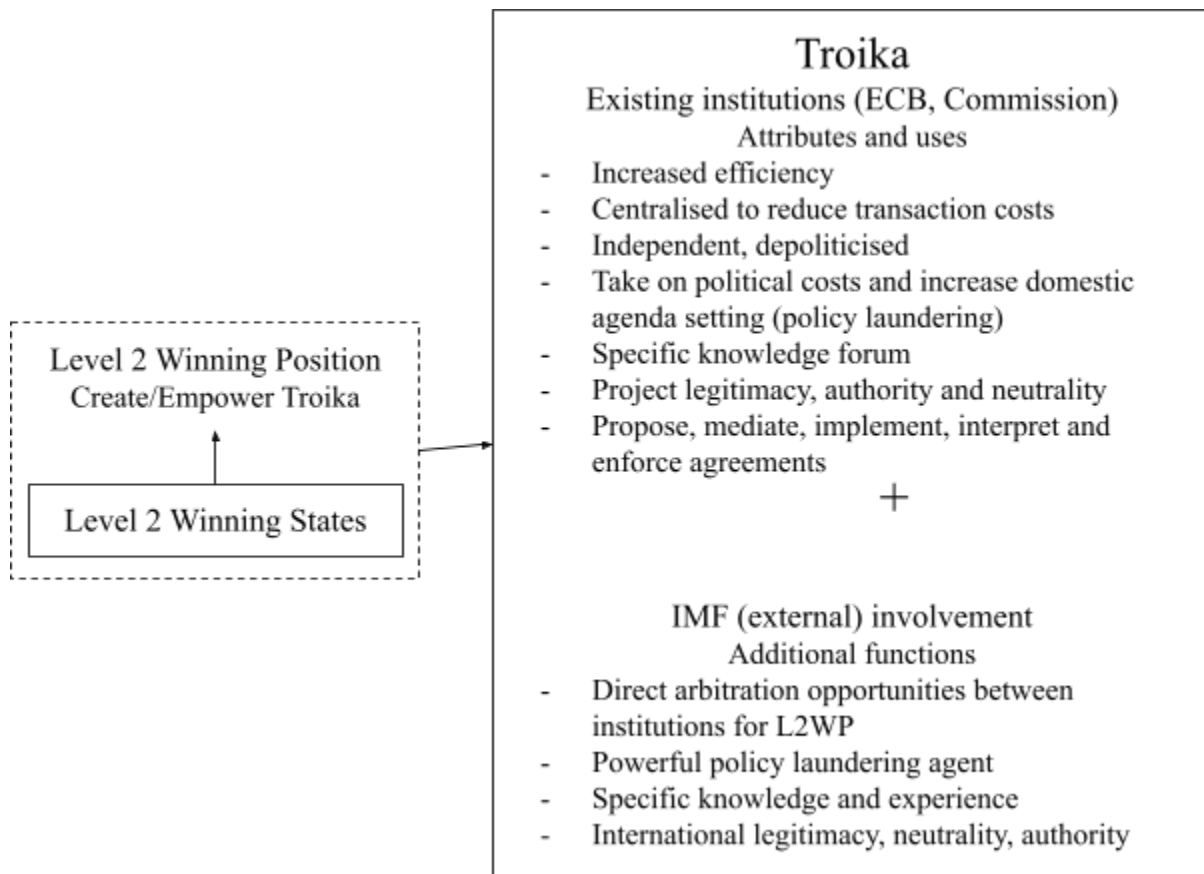 Troika
Existing institutions (ECB, Commission)
Attributes and uses
- Increased efficiency
- Centralised to reduce transaction costs
- Independent, depoliticised
- Take on political costs and increase domestic
agenda setting (policy laundering)
- Specific knowledge forum
- Project legitimacy, authority and neutrality
- Propose, mediate, implement, interpret and
enforce agreements
+
IMF (external) involvement
Additional functions
- Direct arbitration opportunities between
institutions for L2WP
- Powerful policy laundering agent
- Specific knowledge and experience
- International legitimacy, neutrality, authority
Level 2 Winning Position
Create/Empower Troika
Level 2 Winning States